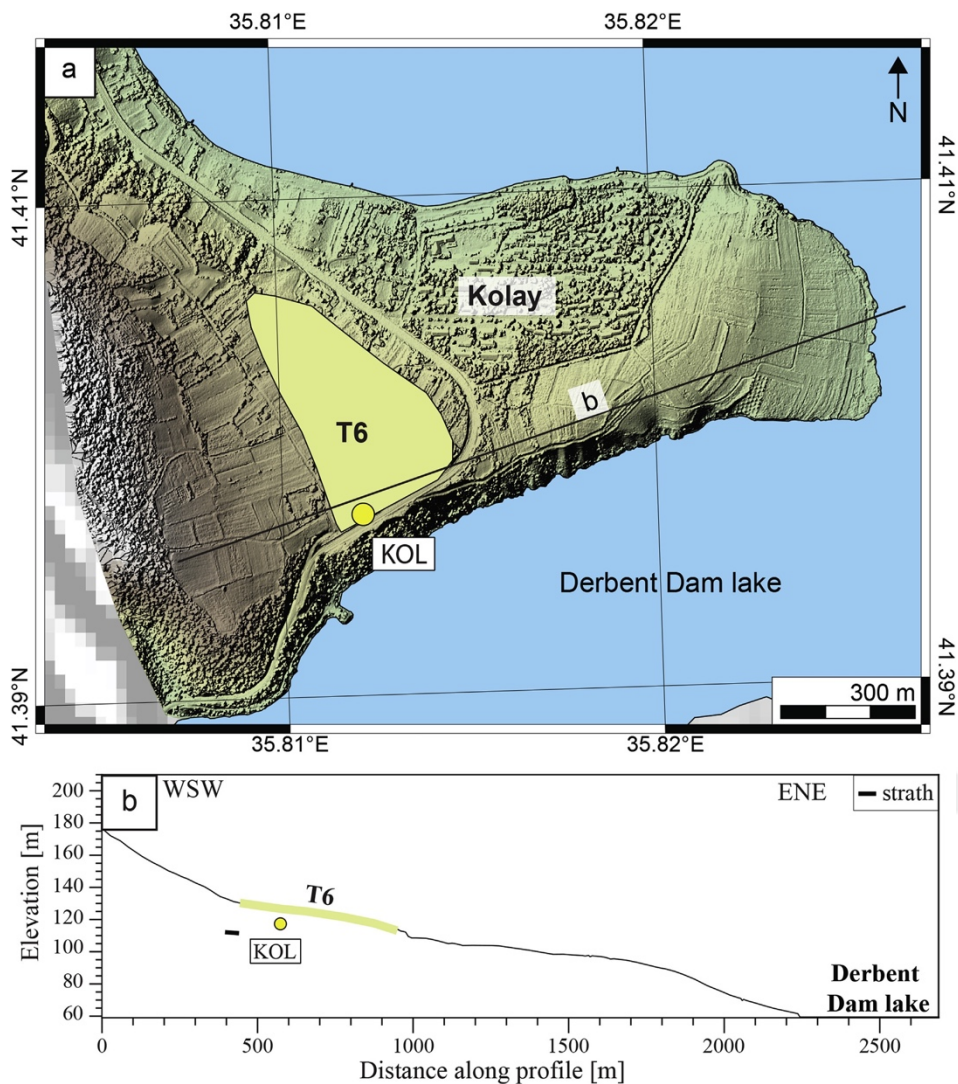 35.81°E 35.82°E
a
N
41.41°N 41.41°N
Kolay
b
T6
KOL
Derbent Dam lake
41.39°N 41.39°N
300 m
35.81°E 35.82°E
b WSW ENE strath
Elevation [m]
200
180
160
140
120
100
80
60
T6
KOL
Derbent
Dam lake
0 500 1000 1500 2000 2500
Distance along profile [m]